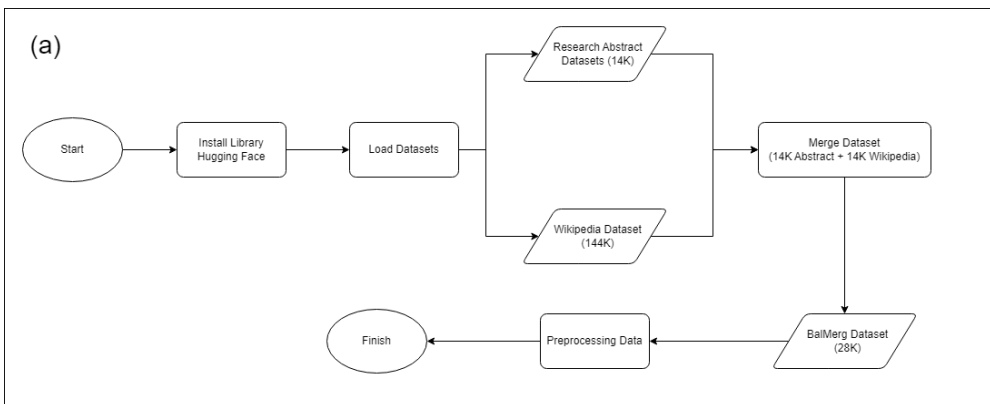 (a)
Research Abstract
Datasets (14K)
Start
Install Library
Hugging Face
Load Datasets
Merge Dataset
(14K Abstract + 14K Wikipedia)
Wikipedia Dataset
(144K)
Finish
Preprocessing Data
BalMerg Dataset
(28K)